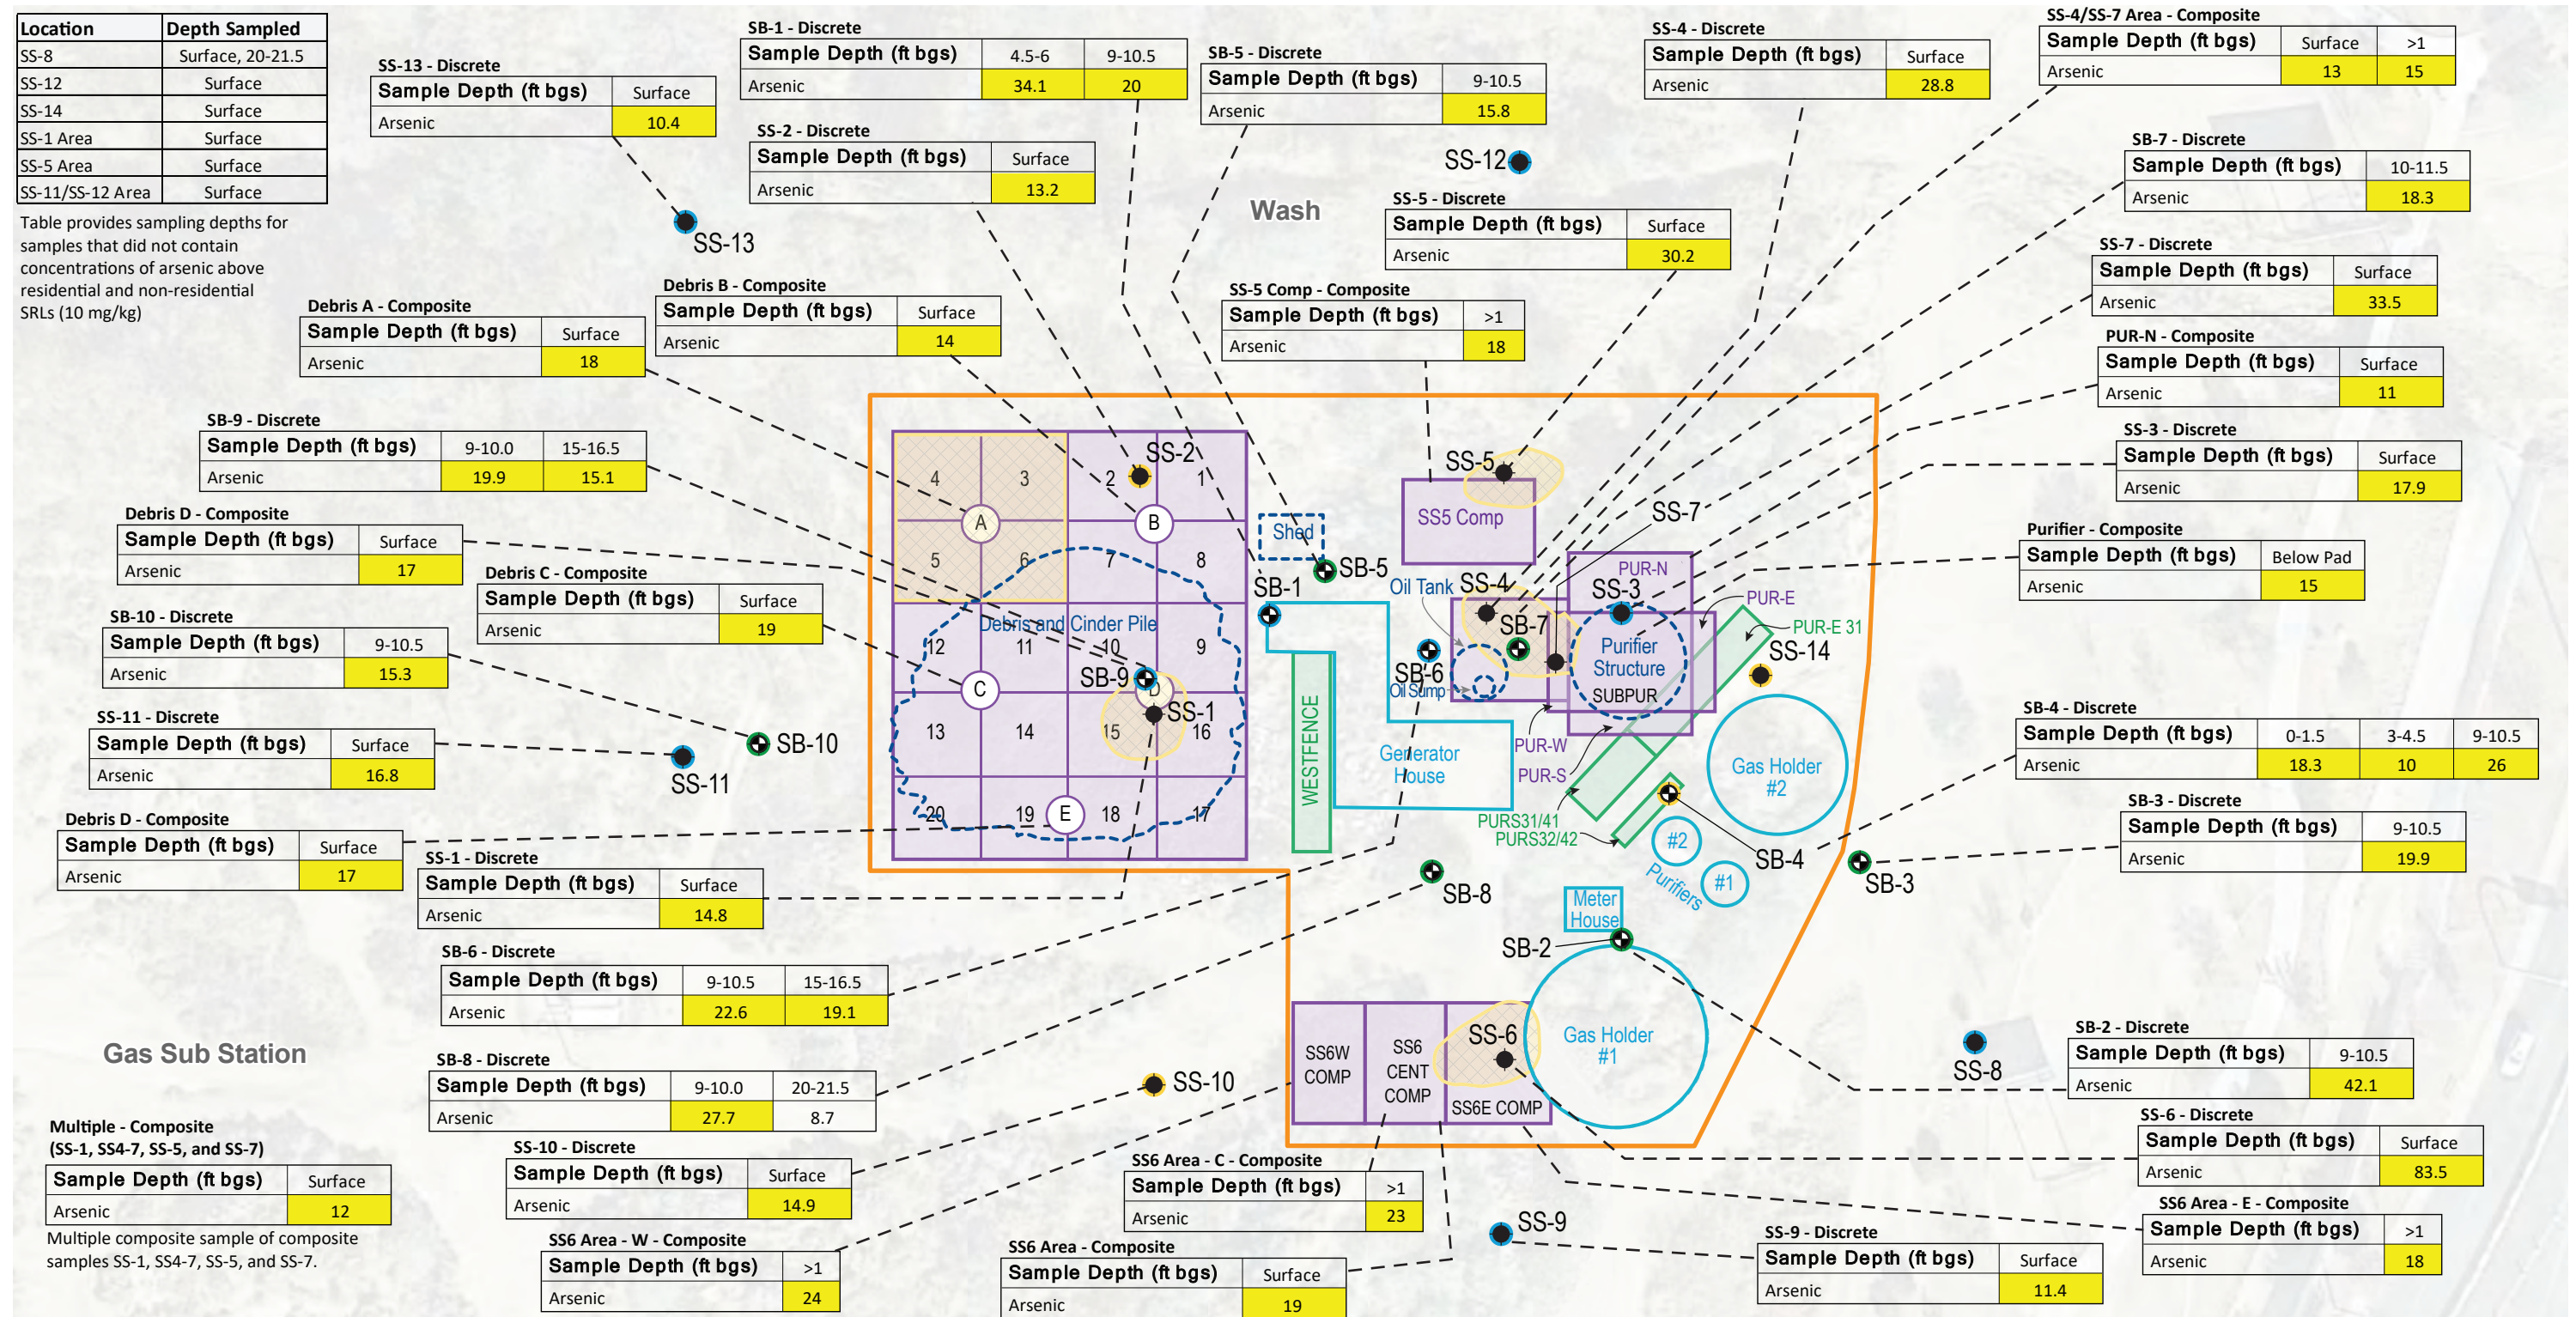 Location Depth Sampled
SS-8 Surface, 20-21.5
SS-12 Surface
SS-14 Surface
SS-1 Area Surface
SS-5 Area Surface
SS-11/SS-12 Area Surface
Table provides sampling depths for
samples that did not contain
concentrations of arsenic above
residential and non-residential
SRLs (10 mg/kg)
SS-13 - Discrete
Sample Depth (ft bgs) Surface
Arsenic 10.4
SB-1 - Discrete
Sample Depth (ft bgs) 4.5-6 9-10.5
Arsenic 34.1 20
SS-2 - Discrete
Sample Depth (ft bgs) Surface
Arsenic 13.2
SB-5 - Discrete
Sample Depth (ft bgs) 9-10.5
Arsenic 15.8
SS-4 - Discrete
Sample Depth (ft bgs) Surface
Arsenic 28.8
SS-4/SS-7 Area - Composite
Sample Depth (ft bgs) Surface >1
Arsenic 13 15
SB-7 - Discrete
Sample Depth (ft bgs) 10-11.5
Arsenic 18.3
SS-5 - Discrete
Sample Depth (ft bgs) Surface
Arsenic 30.2
SS-7 - Discrete
Sample Depth (ft bgs) Surface
Arsenic 33.5
SS-5 Comp - Composite
Sample Depth (ft bgs) >1
Arsenic 18
Debris A - Composite
Sample Depth (ft bgs) Surface
Arsenic 18
Debris B - Composite
Sample Depth (ft bgs) Surface
Arsenic 14
PUR-N - Composite
Sample Depth (ft bgs) Surface
Arsenic 11
SS-3 - Discrete
Sample Depth (ft bgs) Surface
Arsenic 17.9
SB-9 - Discrete
Sample Depth (ft bgs) 9-10.0 15-16.5
Arsenic 19.9 15.1
Debris D - Composite
Sample Depth (ft bgs) Surface
Arsenic 17
Purifier - Composite
Sample Depth (ft bgs) Below Pad
Arsenic 15
Debris C - Composite
Sample Depth (ft bgs) Surface
Arsenic 19
SB-10 - Discrete
Sample Depth (ft bgs) 9-10.5
Arsenic 15.3
SS-11 - Discrete
Sample Depth (ft bgs) Surface
Arsenic 16.8
SB-4 - Discrete
Sample Depth (ft bgs) 0-1.5 3-4.5 9-10.5
Arsenic 18.3 10 26
Debris D - Composite
Sample Depth (ft bgs) Surface
Arsenic 17
SB-3 - Discrete
Sample Depth (ft bgs) 9-10.5
Arsenic 19.9
SS-1 - Discrete
Sample Depth (ft bgs) Surface
Arsenic 14.8
SB-6 - Discrete
Sample Depth (ft bgs) 9-10.5 15-16.5
Arsenic 22.6 19.1
SB-8 - Discrete
Sample Depth (ft bgs) 9-10.0 20-21.5
Arsenic 27.7 8.7
SB-2 - Discrete
Sample Depth (ft bgs) 9-10.5
Arsenic 42.1
SS-6 - Discrete
Sample Depth (ft bgs) Surface
Arsenic 83.5
Multiple - Composite
(SS-1, SS4-7, SS-5, and SS-7)
Sample Depth (ft bgs) Surface
Arsenic 12
Multiple composite sample of composite
samples SS-1, SS4-7, SS-5, and SS-7.
SS-10 - Discrete
Sample Depth (ft bgs) Surface
Arsenic 14.9
SS6 Area - W - Composite
Sample Depth (ft bgs) >1
Arsenic 24
SS6 Area - C - Composite
Sample Depth (ft bgs) >1
Arsenic 23
SS6 Area - Composite
Sample Depth (ft bgs) Surface
Arsenic 19
SS-9 - Discrete
Sample Depth (ft bgs) Surface
Arsenic 11.4
SS6 Area - E - Composite
Sample Depth (ft bgs) >1
Arsenic 18
Wash
SS-12
SS-13
Gas Sub Station
4 3 2 SS-2 1
A B
5 6 7 8
Debris and Cinder Pile
12 11 10 9
SB-9
C D
SS-1
13 14 15 16
20 19 E 18 17
SB-10
SS-11
Shed
SB-5
SB-1
SS-5
SS5 Comp
SS-7
Oil Tank
SS-4
SB-7
SB-6
Oil Sump
PUR-N
SS-3
PUR-E
PUR-E 31
SS-14
Purifier
Structure
SUBPUR
PUR-W
PUR-S
WESTFENCE
Generator
House
Gas Holder
#2
PURS31/41
PURS32/42
#2
#1
Purifiers
SB-4
SB-3
SB-8
Meter
House
SB-2
SS-6
Gas Holder
#1
SS6W
COMP
SS6
CENT
COMP
SS6E COMP
SS-8
SS-10
SS-9